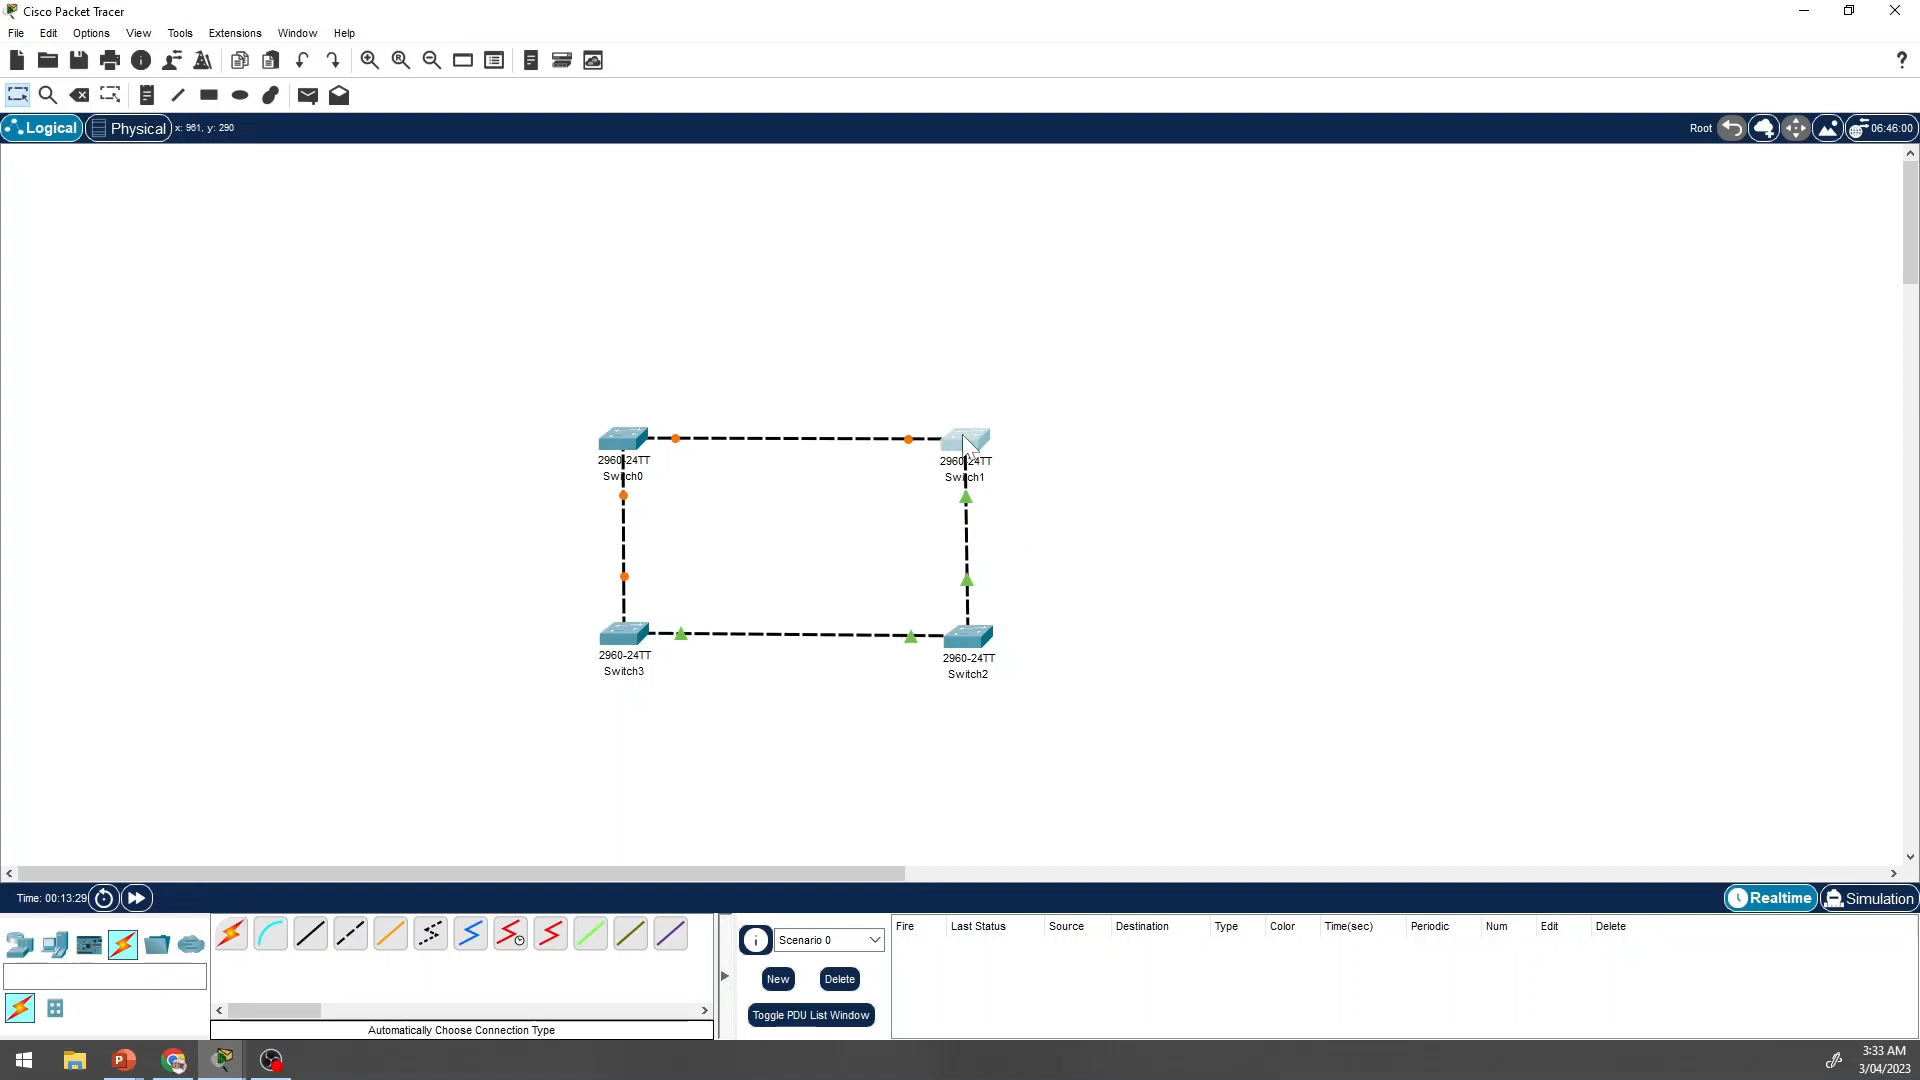 Cisco Packet Tracer
File Edit Options View Tools Extensions Window Help
?
Logical Physical x: 961, y: 290 Root 06:46:00
2960-24TT
Switch0
2960-24TT
Switch1
2960-24TT
Switch3
2960-24TT
Switch2
Time: 00:13:29 Realtime Simulation
Scenario 0
New Delete
Toggle PDU List Window
Fire Last Status Source Destination Type Color Time(sec) Periodic Num Edit Delete
Automatically Choose Connection Type
3:33 AM
3/04/2023